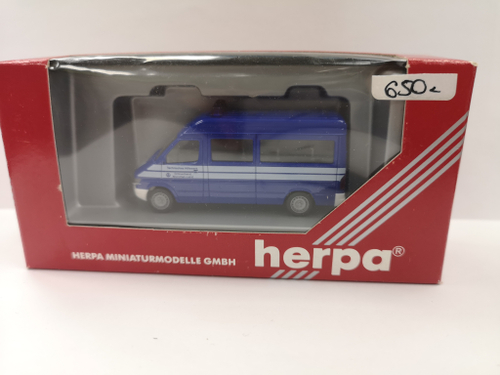 650.-
HERPA MINIATURMODELLE GMBH
herpa®